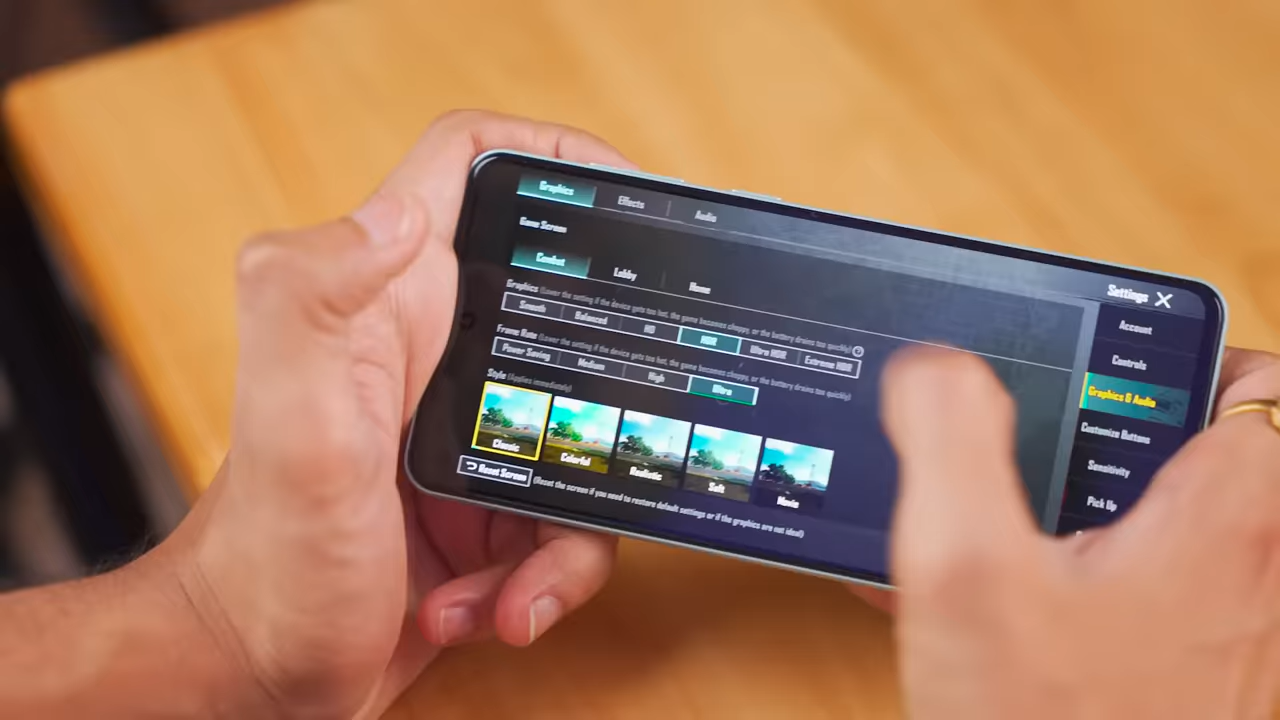 Graphics Effects Audio
Game Screen
Combat Lobby Home
Graphics (Lower the setting if the device gets too hot, the game becomes choppy, or the battery drains too quickly) ?
Smooth Balanced HD HDR Ultra HDR Extreme HDR
Frame Rate (Lower the setting if the device gets too hot, the game becomes choppy, or the battery drains too quickly)
Power Saving Medium High Ultra
Style (Applies immediately)
Classic Colorful Realistic Soft Movie
Reset Screen (Reset the screen if you need to restore default settings or if the graphics are not ideal)
Settings X
Account
Controls
Graphics & Audio
Customize Buttons
Sensitivity
Pick Up